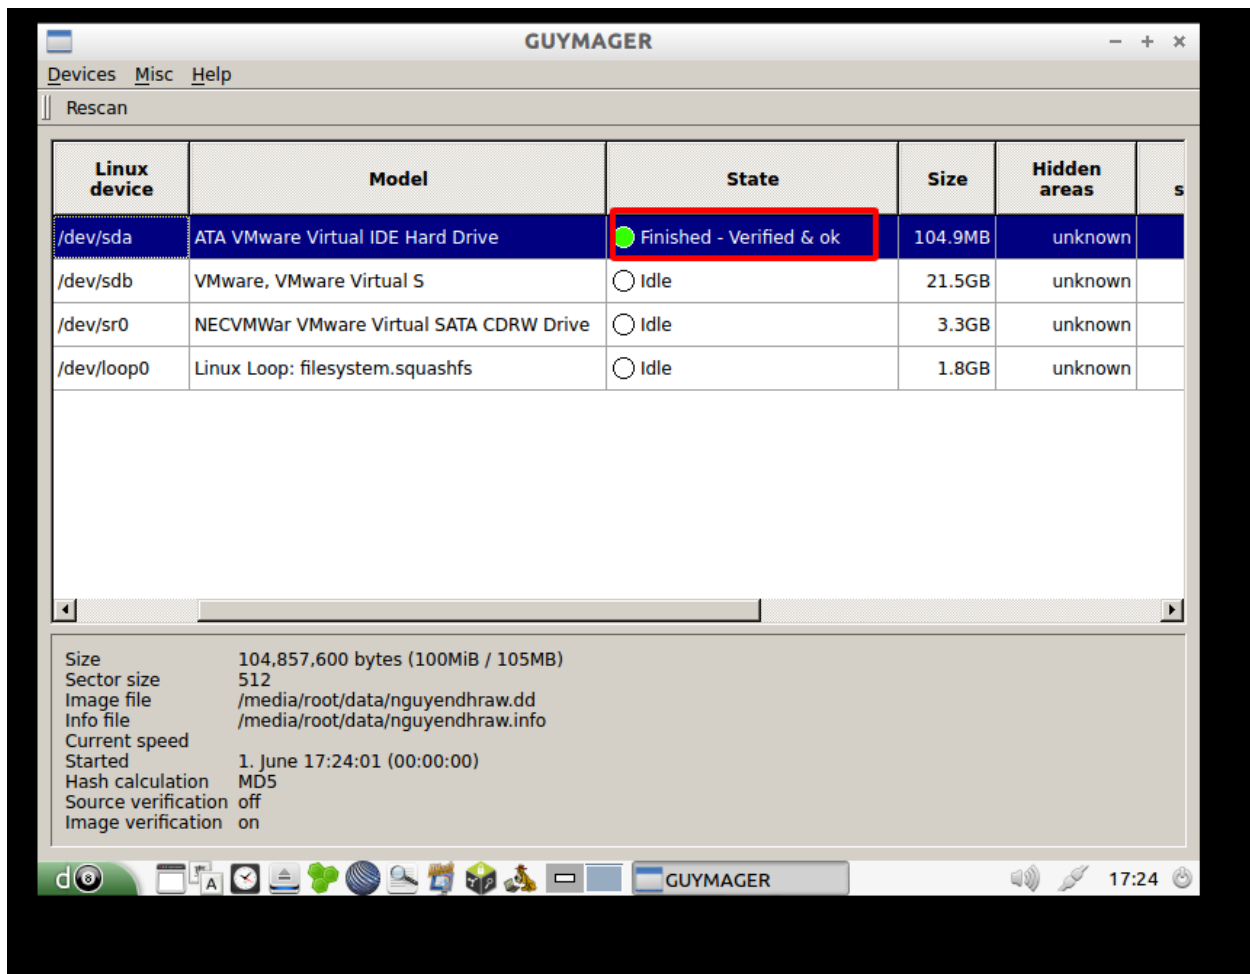 GUYMAGER
Devices Misc Help
Rescan
Linux device Model State Size Hidden areas s
/dev/sda ATA VMware Virtual IDE Hard Drive Finished - Verified & ok 104.9MB unknown
/dev/sdb VMware, VMware Virtual S Idle 21.5GB unknown
/dev/sr0 NECVMWar VMware Virtual SATA CDRW Drive Idle 3.3GB unknown
/dev/loop0 Linux Loop: filesystem.squashfs Idle 1.8GB unknown
Size 104,857,600 bytes (100MiB / 105MB)
Sector size 512
Image file /media/root/data/nguyendhraw.dd
Info file /media/root/data/nguyendhraw.info
Current speed
Started 1. June 17:24:01 (00:00:00)
Hash calculation MD5
Source verification off
Image verification on
d8 A GUYMAGER 17:24